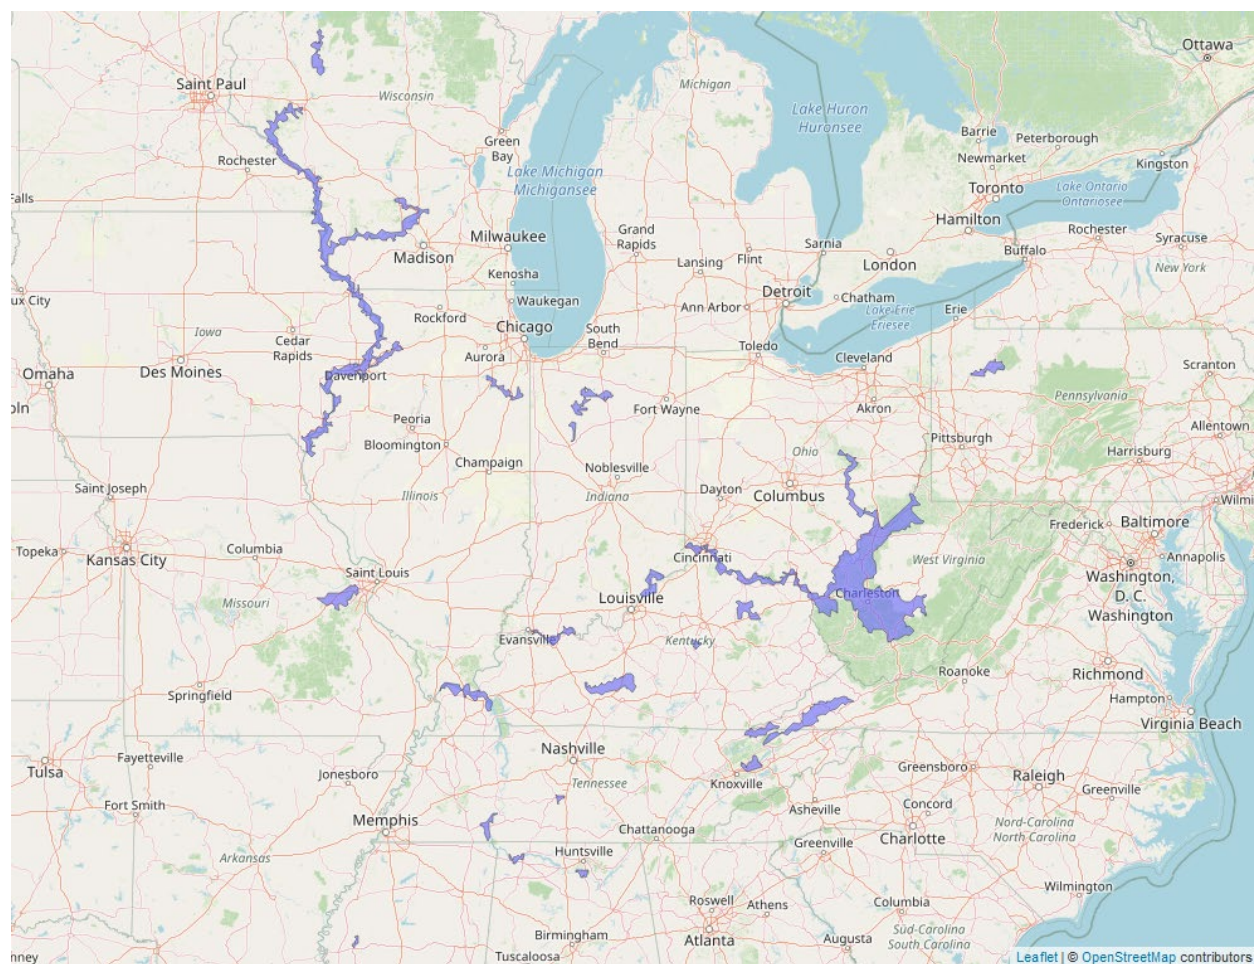 Ottawa
Saint Paul
Michigan
Wisconsin
Lake Huron
Huronsee
Barrie
Peterborough
Green
Bay
Newmarket
Kingston
Rochester
Lake Michigan
Michigansee
Toronto
Lake Ontario
Ontariosee
Falls
Hamilton
Grand
Rapids
Rochester
Syracuse
Milwaukee
Sarnia
Buffalo
Madison
Lansing
Flint
London
New York
Kenosha
ux City
Waukegan
Ann Arbor
Detroit
Chatham
Lake-Erie
Eriesee
Erie
Rockford
Iowa
Cedar
Rapids
Chicago
South
Bend
Toledo
Aurora
Cleveland
Scranton
Omaha
Des Moines
Davenport
Pennsylvania
oln
Fort Wayne
Akron
Peoria
Allentown
Bloomington
Pittsburgh
Ohio
Harrisburg
Champaign
Noblesville
Saint Joseph
Illinois
Indiana
Dayton
Columbus
Wilmi
Frederick
Baltimore
Topeka
Kansas City
Columbia
Cincinnati
West Virginia
Annapolis
Saint Louis
Washington,
D. C.
Washington
Missouri
Louisville
Charleston
Evansville
Kentucky
Roanoke
Richmond
Springfield
Hampton
Virginia Beach
Nashville
Fayetteville
Tulsa
Jonesboro
Tennessee
Knoxville
Greensboro
Raleigh
Greenville
Fort Smith
Asheville
Concord
Memphis
Chattanooga
Charlotte
Nord-Carolina
North Carolina
Huntsville
Greenville
Arkansas
Wilmington
Roswell
Athens
Columbia
Birmingham
Atlanta
Sud-Carolina
South Carolina
Augusta
nney
Tuscaloosa
Leaflet | © OpenStreetMap contributors